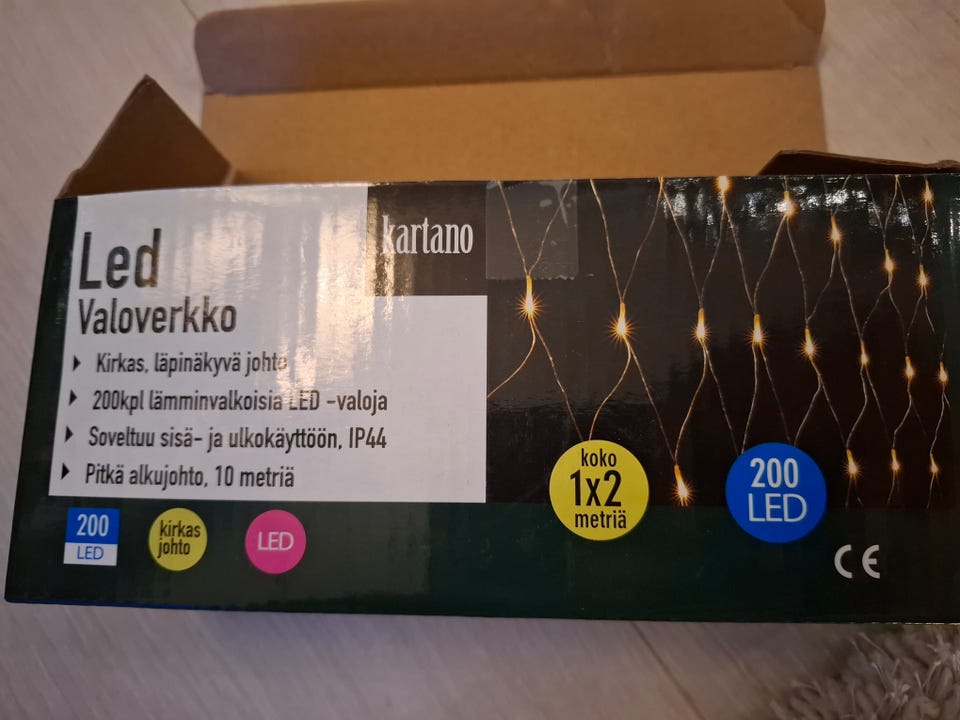 Led
Valoverkko
Kirkas, läpinäkyvä johto
200kpl lämminvalkoisia LED -valoja
Soveltuu sisä- ja ulkokäyttöön, IP44
Pitkä alkujohto, 10 metriä
kartano
200
LED
kirkas
johto
LED
koko
1x2
metriä
200
LED
CE